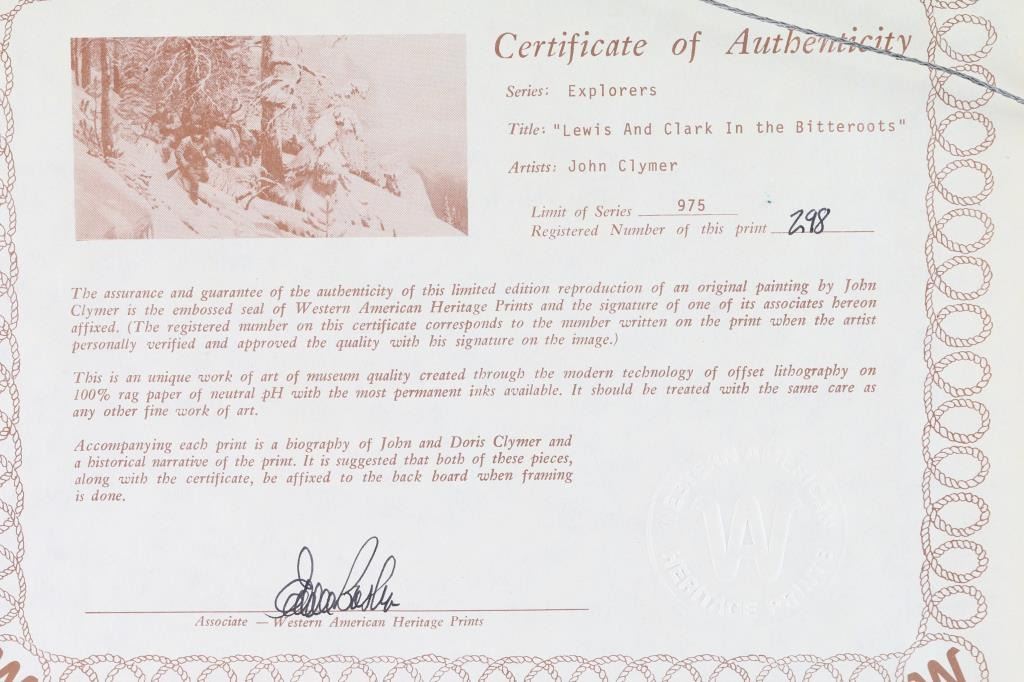 Certificate of Authenticity
Series: Explorers
Title: "Lewis And Clark In the Bitteroots"
Artists: John Clymer
Limit of Series 975
Registered Number of this print 298
The assurance and guarantee of the authenticity of this limited edition reproduction of an original painting by John
Clymer is the embossed seal of Western American Heritage Prints and the signature of one of its associates hereon
affixed. (The registered number on this certificate corresponds to the number written on the print when the artist
personally verified and approved the quality with his signature on the image.)
This is an unique work of art of museum quality created through the modern technology of offset lithography on
100% rag paper of neutral pH with the most permanent inks available. It should be treated with the same care as
any other fine work of art.
Accompanying each print is a biography of John and Doris Clymer and
a historical narrative of the print. It is suggested that both of these pieces,
along with the certificate, be affixed to the back board when framing
is done.
WESTERN AMERICAN
WA
HERITAGE PRINTS
Associate — Western American Heritage Prints